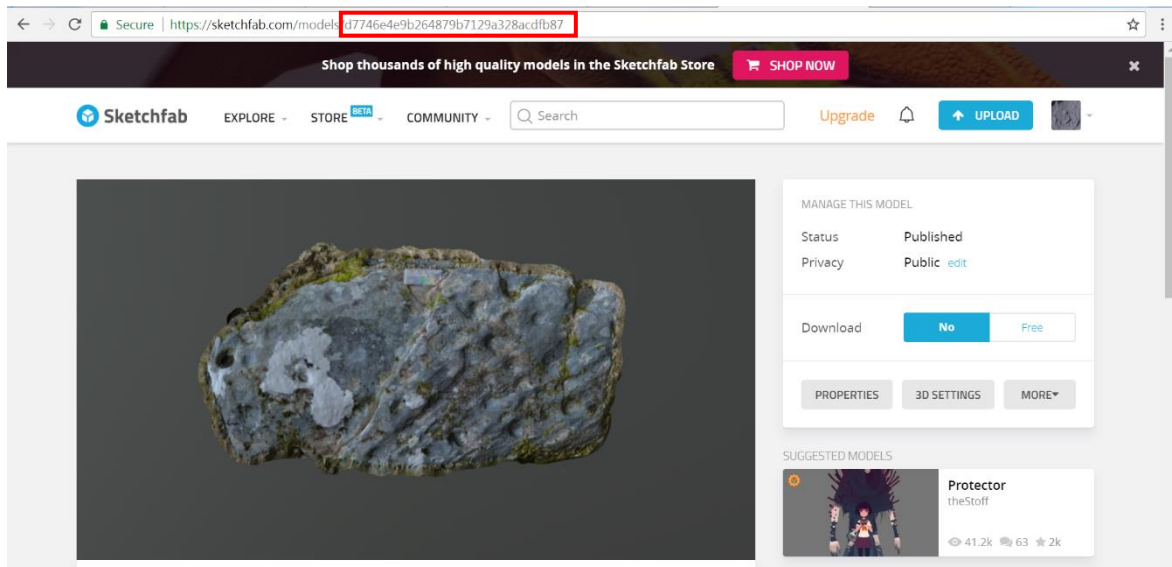 Secure | https://sketchfab.com/models/d7746e4e9b264879b7129a328acdfb87
Shop thousands of high quality models in the Sketchfab Store SHOP NOW
Sketchfab EXPLORE STORE BETA COMMUNITY Search Upgrade UPLOAD
MANAGE THIS MODEL
Status Published
Privacy Public edit
Download No Free
PROPERTIES 3D SETTINGS MORE
SUGGESTED MODELS
Protector
theStoff
41.2k 63 2k